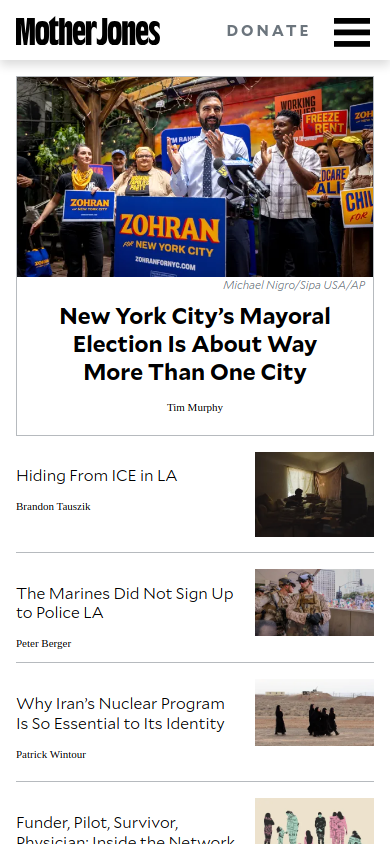 Mother Jones
DONATE
WORKING
FAMILIES
FREEZE
RENT
ZOHRAN
FOR NEW YORK CITY
ZOHRAN
FOR NEW YORK CITY
ZOHRANFORNYC.COM
Michael Nigro/Sipa USA/AP
New York City’s Mayoral
Election Is About Way
More Than One City
Tim Murphy
Hiding From ICE in LA
Brandon Tauszik
The Marines Did Not Sign Up
to Police LA
Peter Berger
Why Iran’s Nuclear Program
Is So Essential to Its Identity
Patrick Wintour
Funder, Pilot, Survivor,
Physician: Inside the Network